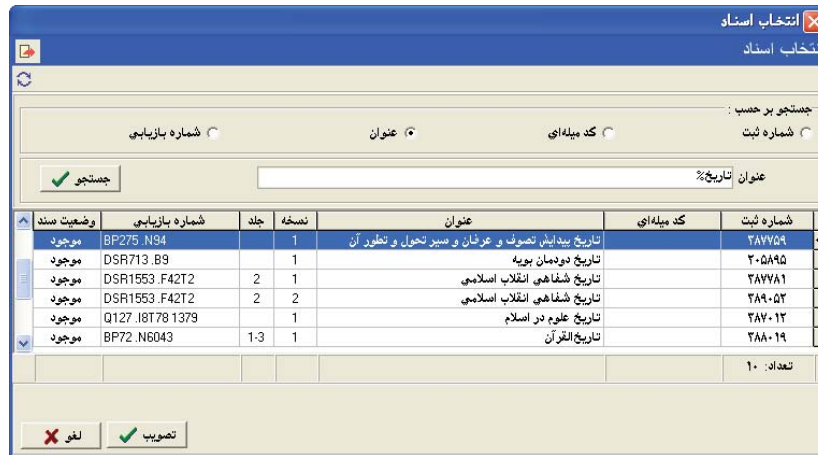 انتخاب اسناد
انتخاب اسناد
جستجو بر حسب :
شماره ثبت کد میله‌ای عنوان شماره بازیابی
عنوان تاریخ% جستجو
شماره ثبت کد میله‌ای عنوان نسخه جلد شماره بازیابی وضعیت سند
۳۸۷۷۵۹ تاریخ پیدایش تصوف و عرفان و سیر تحول و تطور آن 1 BP275 .N94 موجود
۲۰۵۸۹۵ تاریخ دودمان بویه 1 DSR713 .B9 موجود
۳۸۷۷۸۱ تاریخ شفاهی انقلاب اسلامی 1 2 DSR1553 .F42T2 موجود
۳۸۹۰۵۲ تاریخ شفاهی انقلاب اسلامی 2 2 DSR1553 .F42T2 موجود
۳۸۷۰۱۲ تاریخ علوم در اسلام 1 Q127 .I8T78 1379 موجود
۳۸۸۰۱۹ تاریخ‌القرآن 1 1-3 BP72 .N6043 موجود
تعداد: ۱۰
تصویب لغو